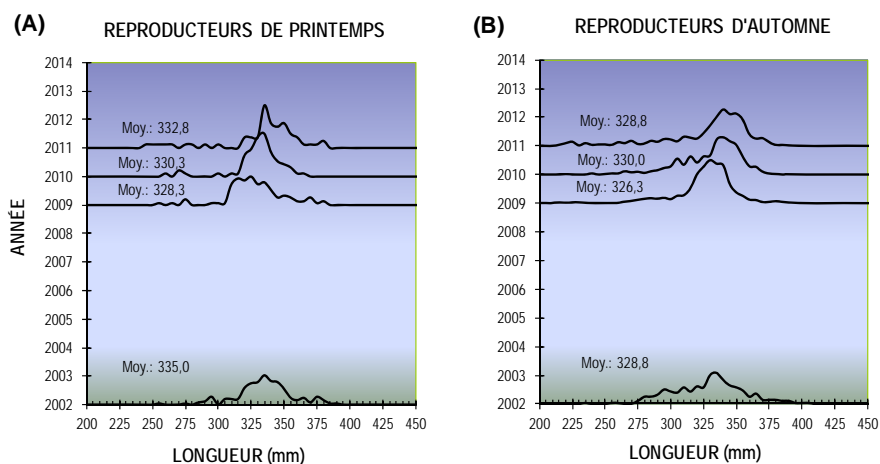 (A)
REPRODUCTEURS DE PRINTEMPS
ANNÉE
2014
2013
2012
2011
2010
2009
2008
2007
2006
2005
2004
2003
2002
Moy.: 332,8
Moy.: 330,3
Moy.: 328,3
Moy.: 335,0
200 225 250 275 300 325 350 375 400 425 450
LONGUEUR (mm)
(B)
REPRODUCTEURS D'AUTOMNE
2014
2013
2012
2011
2010
2009
2008
2007
2006
2005
2004
2003
2002
Moy.: 328,8
Moy.: 330,0
Moy.: 326,3
Moy.: 328,8
200 225 250 275 300 325 350 375 400 425 450
LONGUEUR (mm)